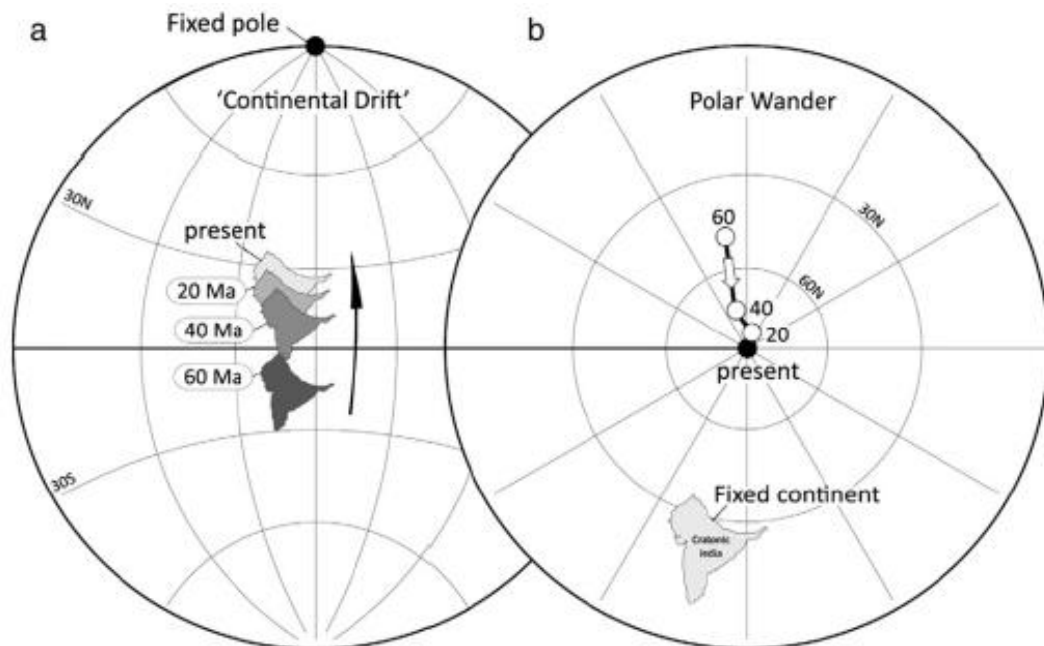 a
Fixed pole
'Continental Drift'
30N
present
20 Ma
40 Ma
60 Ma
30S
b
Polar Wander
30N
60
60N
40
20
present
Fixed continent
Cratonic
India